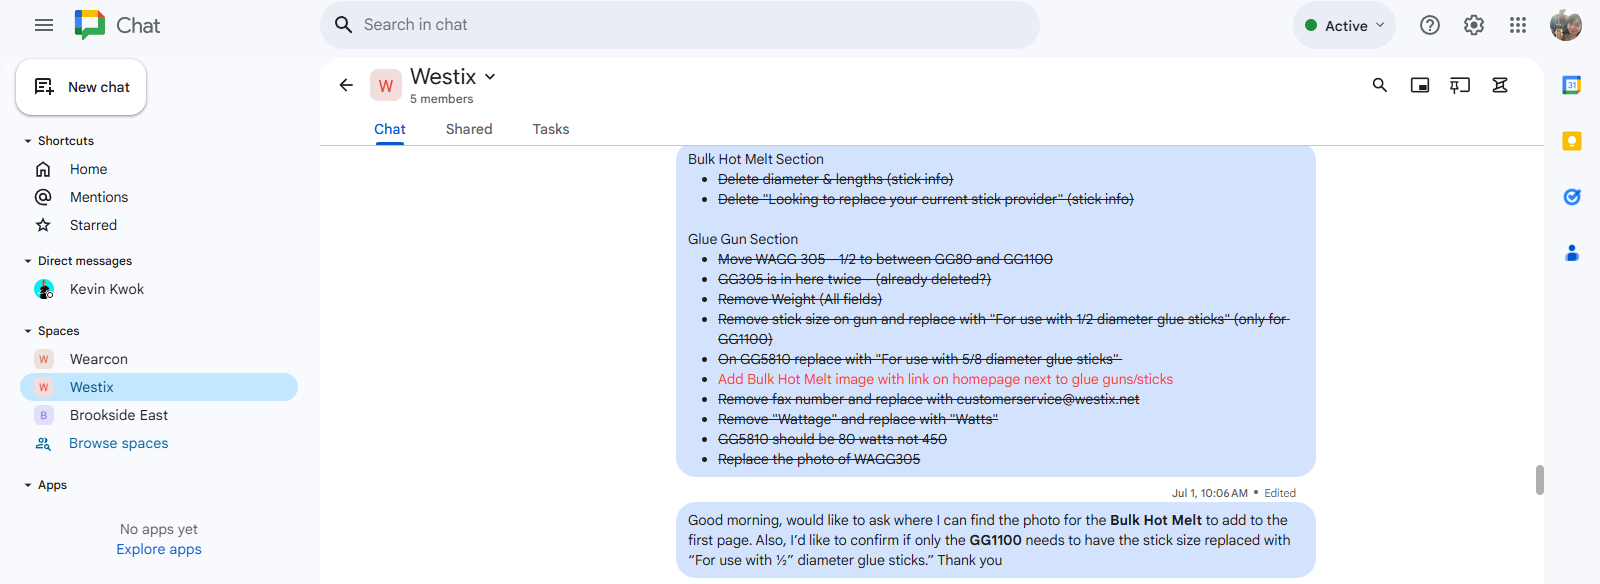 Chat
Search in chat
Active
New chat
Shortcuts
Home
Mentions
Starred
Direct messages
Kevin Kwok
Spaces
W Wearcon
W Westix
B Brookside East
Browse spaces
Apps
No apps yet
Explore apps
W
Westix
5 members
Chat Shared Tasks
Bulk Hot Melt Section
• Delete diameter & lengths (stick info)
• Delete "Looking to replace your current stick provider" (stick info)
Glue Gun Section
• Move WAGG 305 - 1/2 to between GG80 and GG1100
• GG305 is in here twice - (already deleted?)
• Remove Weight (All fields)
• Remove stick size on gun and replace with "For use with 1/2 diameter glue sticks" (only for
GG1100)
• On GG5810 replace with "For use with 5/8 diameter glue sticks"
• Add Bulk Hot Melt image with link on homepage next to glue guns/sticks
• Remove fax number and replace with customerservice@westix.net
• Remove "Wattage" and replace with "Watts"
• GG5810 should be 80 watts not 450
• Replace the photo of WAGG305
Jul 1, 10:06 AM • Edited
Good morning, would like to ask where I can find the photo for the Bulk Hot Melt to add to the
first page. Also, I’d like to confirm if only the GG1100 needs to have the stick size replaced with
“For use with ½” diameter glue sticks.” Thank you
31